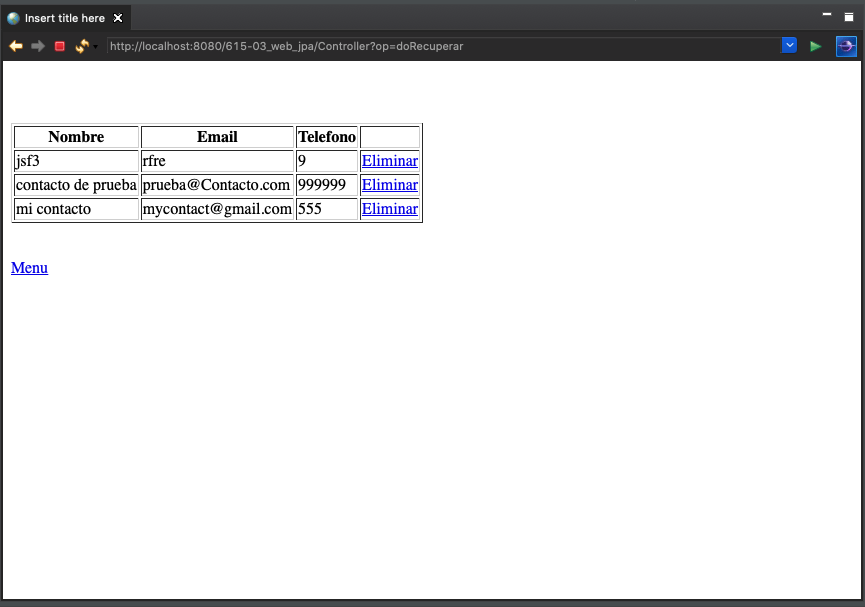 Insert title here
http://localhost:8080/615-03_web_jpa/Controller?op=doRecuperar
Nombre Email Telefono
jsf3 rfre 9 Eliminar
contacto de prueba prueba@Contacto.com 999999 Eliminar
mi contacto mycontact@gmail.com 555 Eliminar
Menu